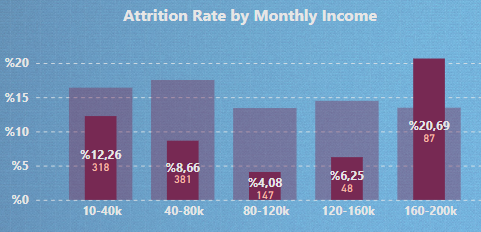 Attrition Rate by Monthly Income
%20
%15
%10
%5
%0
%12,26
318
%8,66
381
%4,08
147
%6,25
48
%20,69
87
10-40k
40-80k
80-120k
120-160k
160-200k